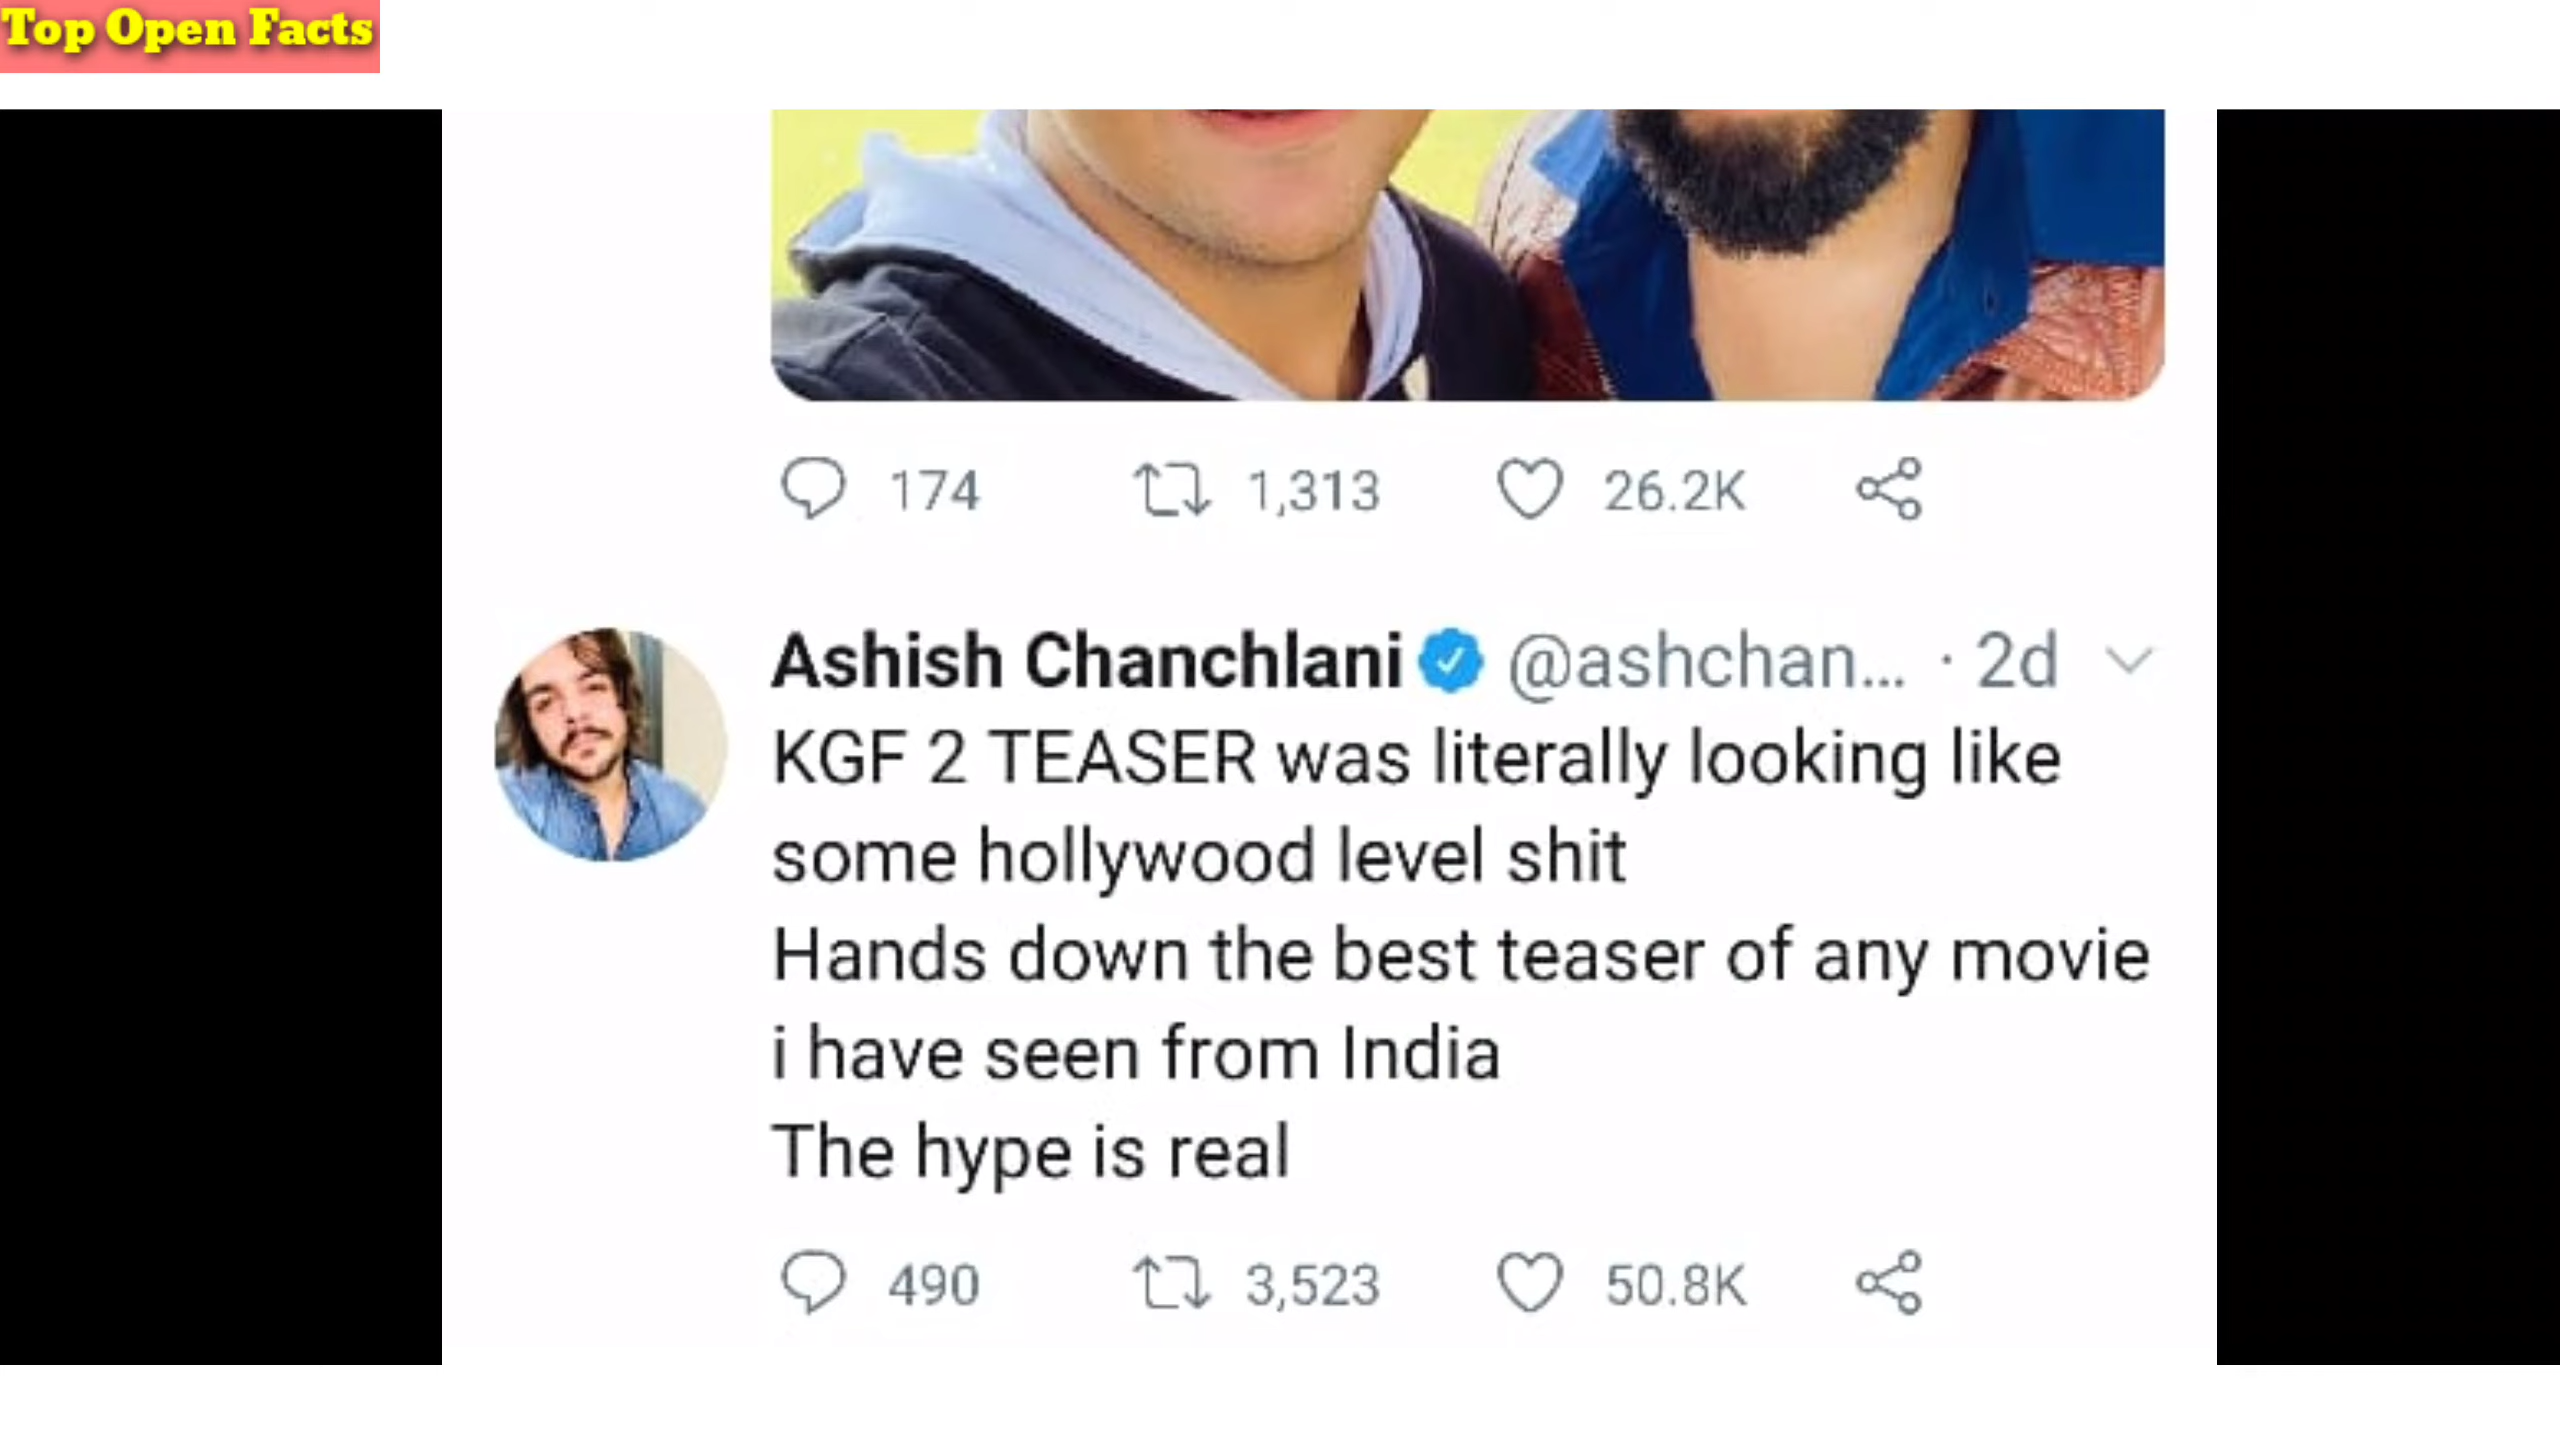 Top Open Facts
174 1,313 26.2K
Ashish Chanchlani @ashchan... · 2d
KGF 2 TEASER was literally looking like
some hollywood level shit
Hands down the best teaser of any movie
i have seen from India
The hype is real
490 3,523 50.8K